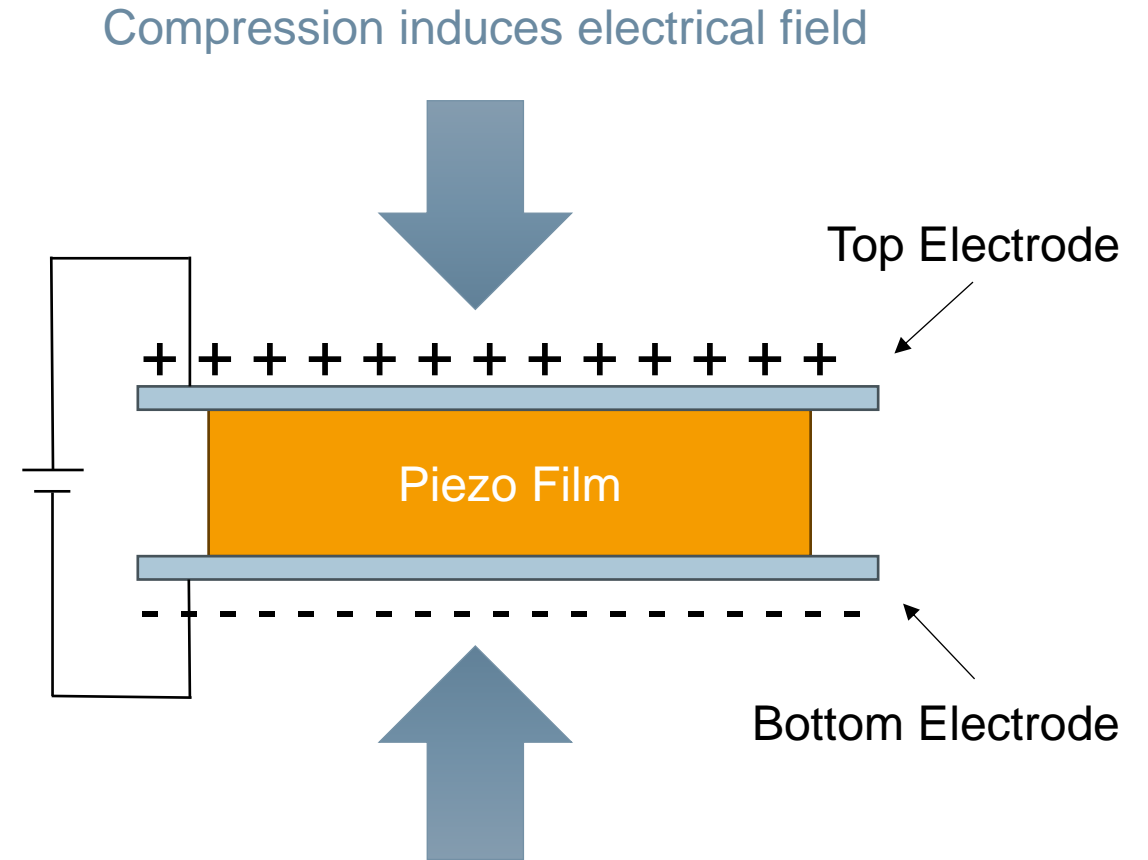 Compression induces electrical field
Top Electrode
+ + + + + + + + + + + + +
Piezo Film
- - - - - - - - - - - - - - - - - - -
Bottom Electrode